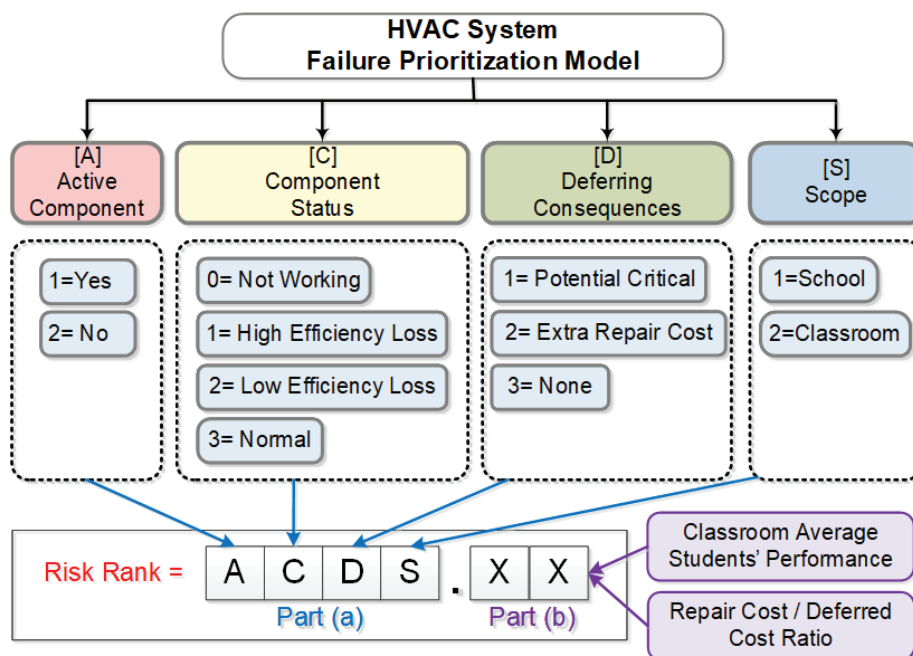 HVAC System
Failure Prioritization Model
[A]
Active
Component
[C]
Component
Status
[D]
Deferring
Consequences
[S]
Scope
1=Yes
2= No
0= Not Working
1= High Efficiency Loss
2= Low Efficiency Loss
3= Normal
1= Potential Critical
2= Extra Repair Cost
3= None
1=School
2=Classroom
Risk Rank = A C D S . X X
Part (a)
Part (b)
Classroom Average
Students' Performance
Repair Cost / Deferred
Cost Ratio